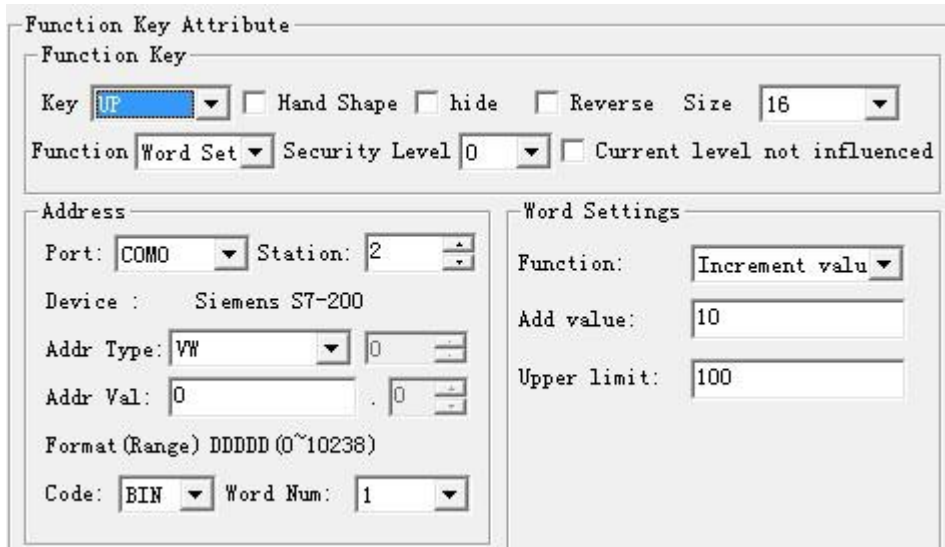 Function Key Attribute
Function Key
Key UP Hand Shape hide Reverse Size 16
Function Word Set Security Level 0 Current level not influenced
Address
Port: COM0 Station: 2
Device : Siemens S7-200
Addr Type: VW 0
Addr Val: 0 . 0
Format(Range) DDDDD(0~10238)
Code: BIN Word Num: 1
Word Settings
Function: Increment valu
Add value: 10
Upper limit: 100